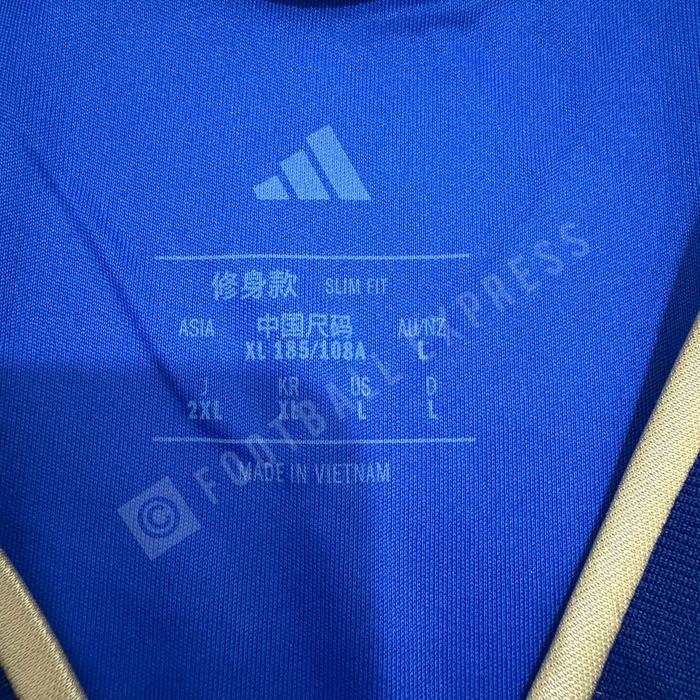 修身款 SLIM FIT
ASIA 中国尺码 AU/NZ
XL 185/108A L
J KR US D
2XL XL L L
MADE IN VIETNAM
© FOOTBALL EXPRESS